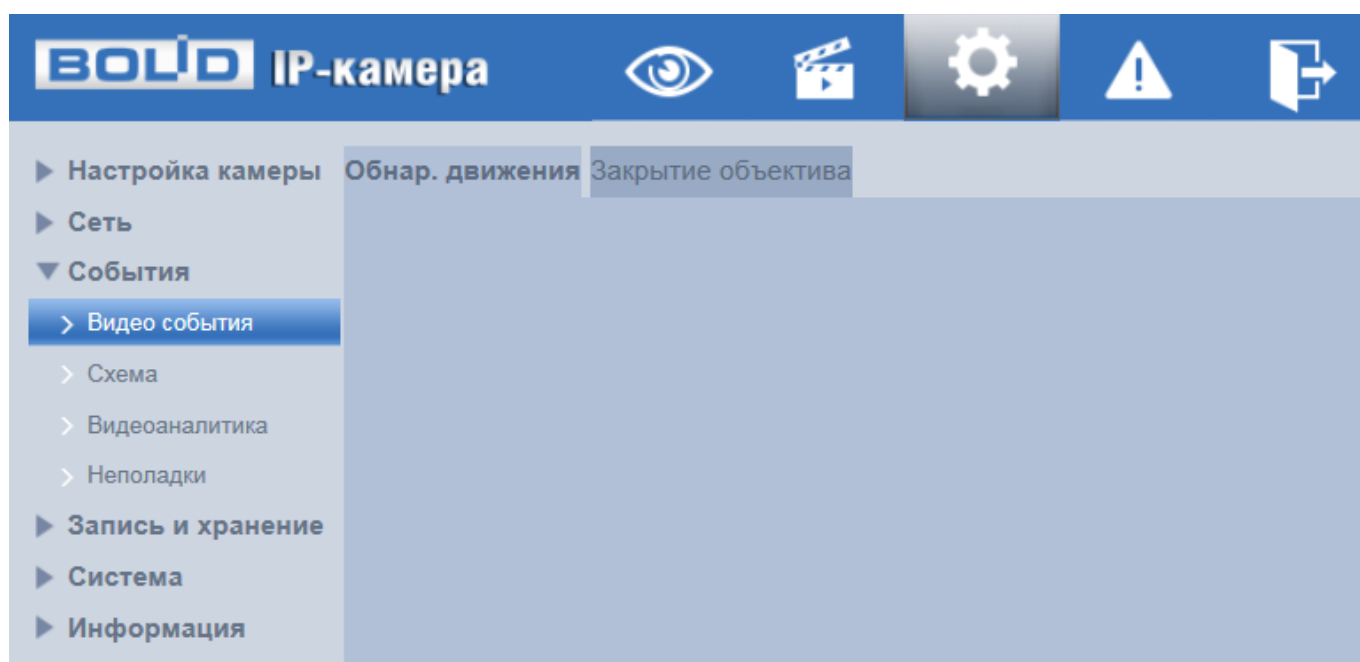 BOLID IP-камера
Настройка камеры
Обнар. движения
Закрытие объектива
Сеть
События
Видео события
Схема
Видеоаналитика
Неполадки
Запись и хранение
Система
Информация